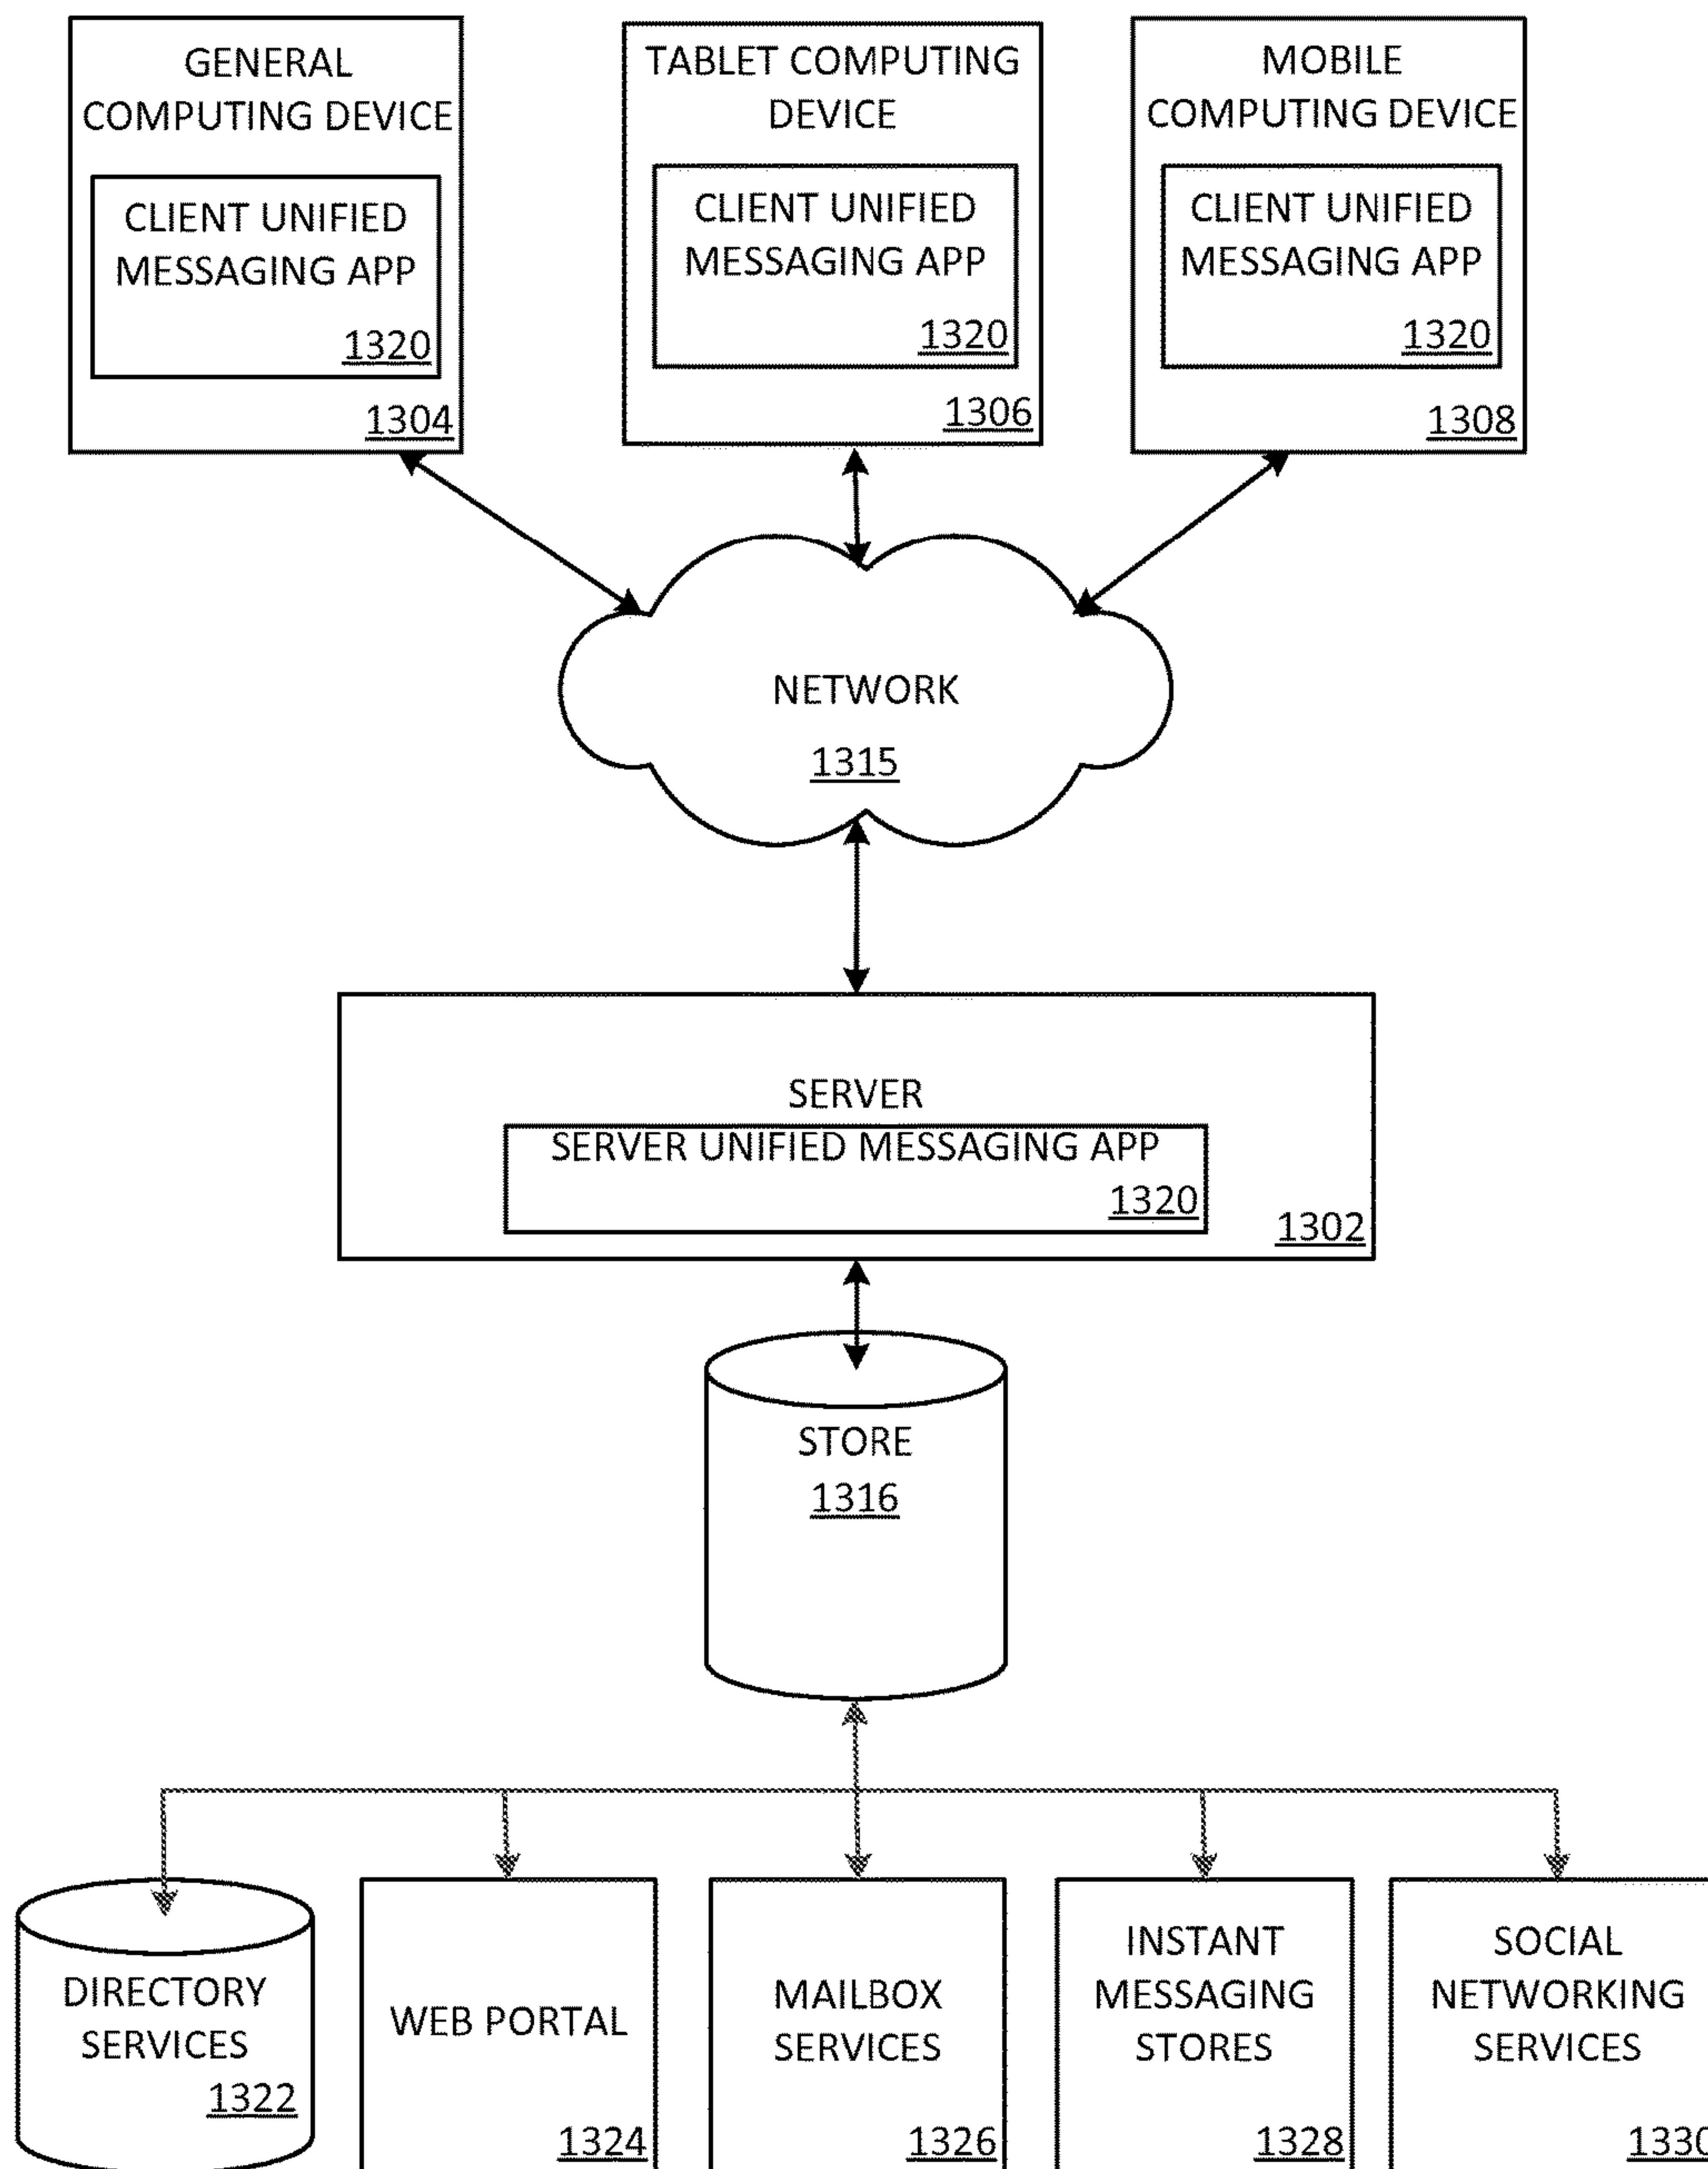 GENERAL
COMPUTING DEVICE
CLIENT UNIFIED
MESSAGING APP
1320
1304
TABLET COMPUTING
DEVICE
CLIENT UNIFIED
MESSAGING APP
1320
1306
MOBILE
COMPUTING DEVICE
CLIENT UNIFIED
MESSAGING APP
1320
1308
NETWORK
1315
SERVER
SERVER UNIFIED MESSAGING APP
1320
1302
STORE
1316
DIRECTORY
SERVICES
1322
WEB PORTAL
1324
MAILBOX
SERVICES
1326
INSTANT
MESSAGING
STORES
1328
SOCIAL
NETWORKING
SERVICES
1330